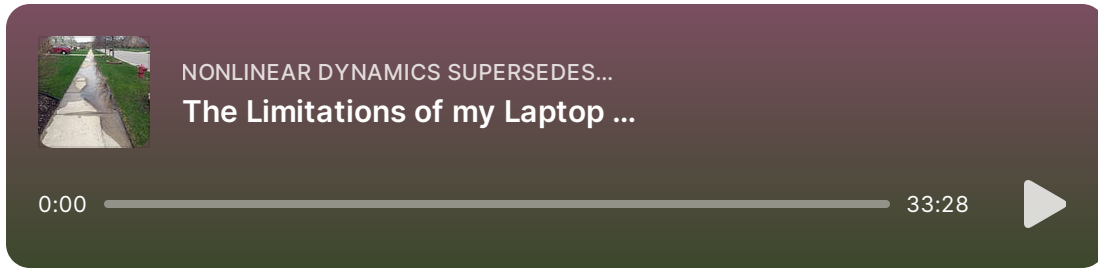 NONLINEAR DYNAMICS SUPERSEDES...
The Limitations of my Laptop ...
0:00 33:28